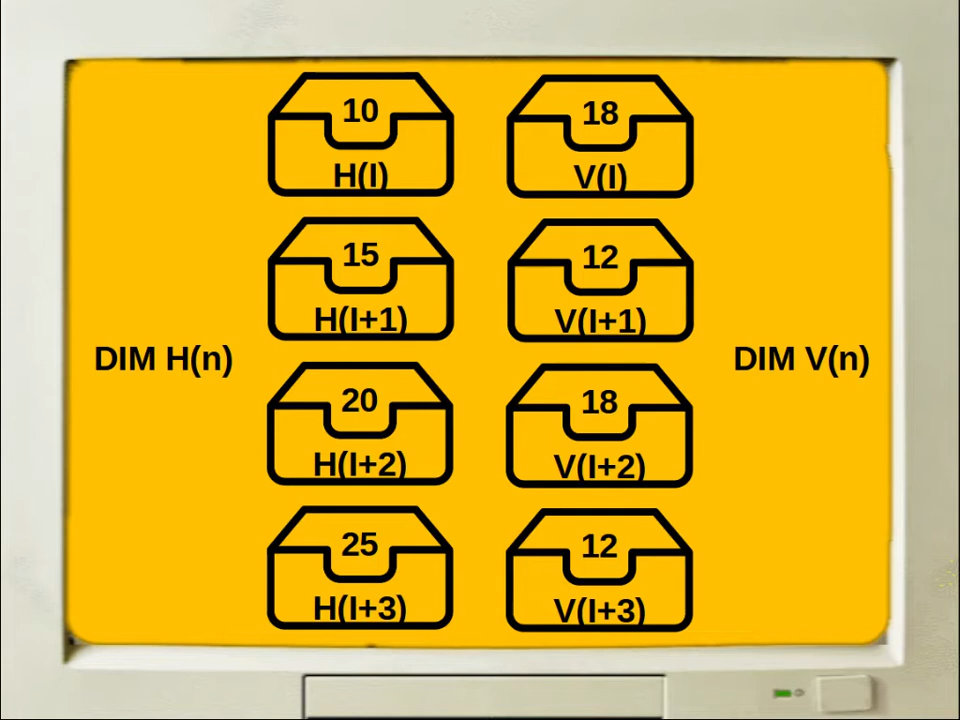 10
H(I)
18
V(I)
15
H(I+1)
12
V(I+1)
DIM H(n)
DIM V(n)
20
H(I+2)
18
V(I+2)
25
H(I+3)
12
V(I+3)